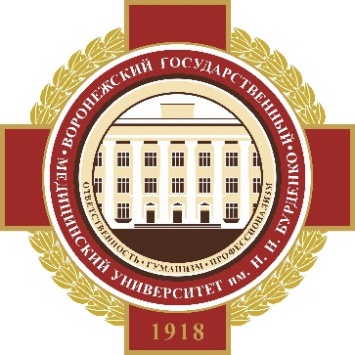 ВОРОНЕЖСКИЙ ГОСУДАРСТВЕННЫЙ
МЕДИЦИНСКИЙ УНИВЕРСИТЕТ им. Н. Н. БУРДЕНКО
ОТВЕТСТВЕННОСТЬ · ГУМАНИЗМ · ПРОФЕССИОНАЛИЗМ
1918